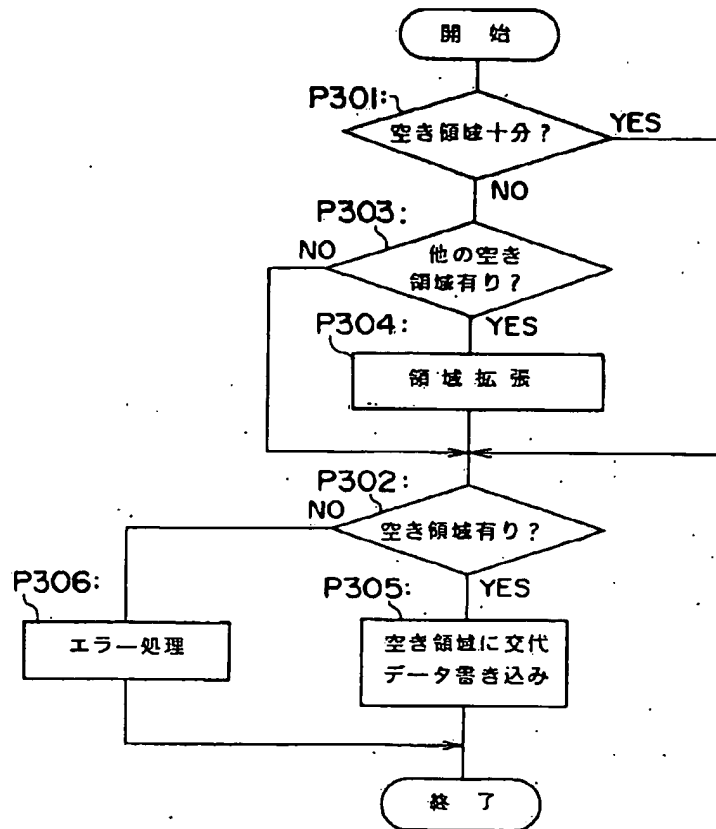 開始
P301:
空き領域十分?
YES
NO
P303:
NO
他の空き
領域有り?
P304:
YES
領域拡張
P302:
NO
空き領域有り?
P306:
P305:
YES
エラー処理
空き領域に交代
データ書き込み
終了